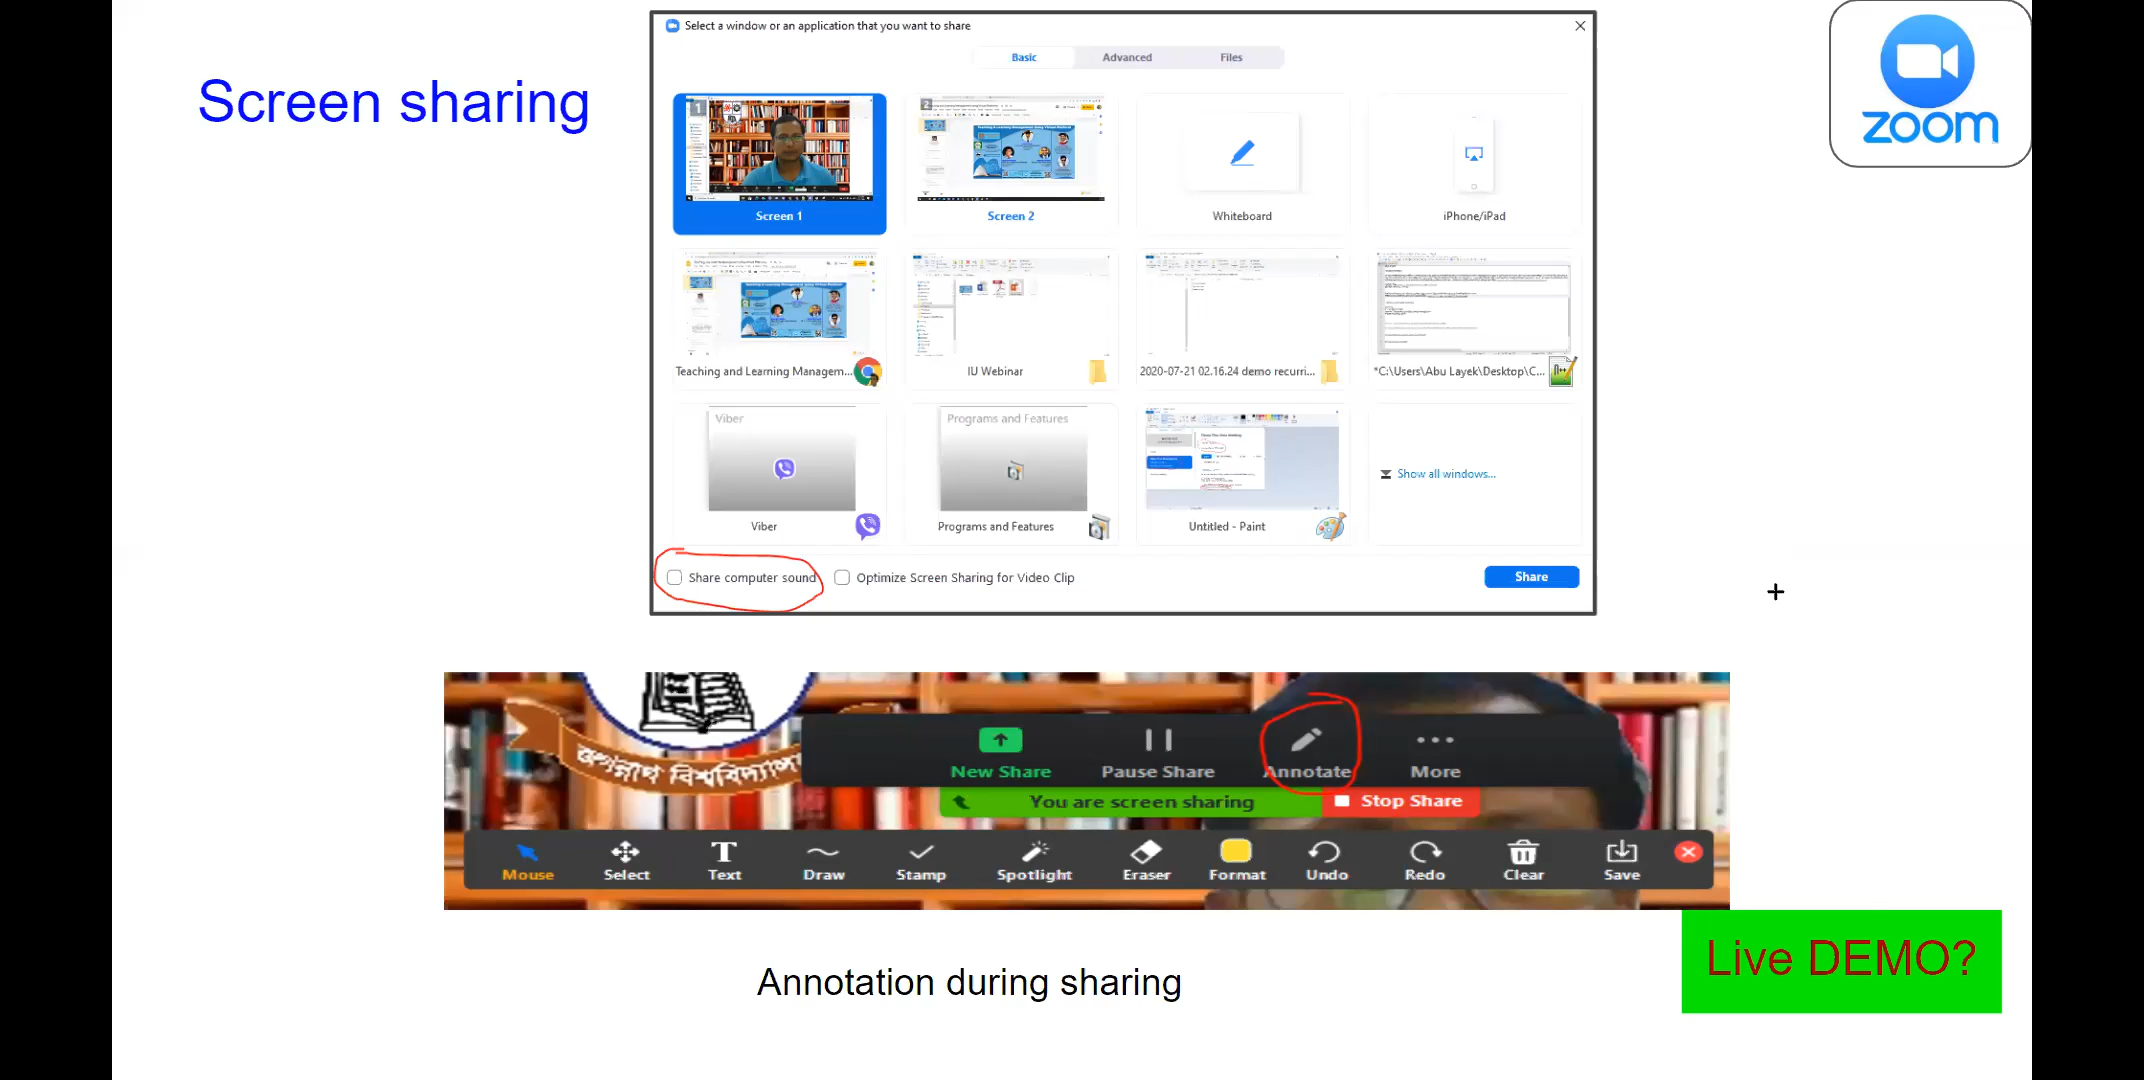 Select a window or an application that you want to share
Basic Advanced Files
Screen sharing
zoom
1
2
Screen 1 Screen 2 Whiteboard iPhone/iPad
Teaching and Learning Managem... IU Webinar 2020-07-21 02.16.24 demo recurri... *C:\Users\Abu Layek\Desktop\C...
Viber Programs and Features
Show all windows...
Viber Programs and Features Untitled - Paint
Share computer sound Optimize Screen Sharing for Video Clip Share
New Share Pause Share Annotate More
You are screen sharing Stop Share
Mouse Select Text Draw Stamp Spotlight Eraser Format Undo Redo Clear Save
Live DEMO?
Annotation during sharing